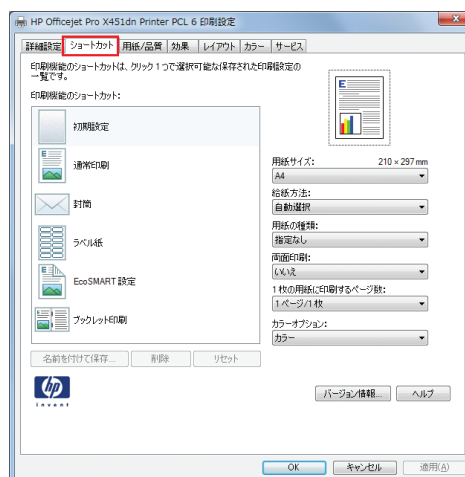 HP Officejet Pro X451dn Printer PCL 6 印刷設定
詳細設定 ショートカット 用紙/品質 効果 レイアウト カラー サービス
印刷機能のショートカットは、クリック1つで選択可能な保存された印刷設定の
一覧です。
印刷機能のショートカット:
初期設定
通常印刷
封筒
ラベル紙
EcoSMART 設定
ブックレット印刷
名前を付けて保存... 削除 リセット
用紙サイズ: 210 × 297 mm
A4
給紙方法:
自動選択
用紙の種類:
指定なし
両面印刷:
いいえ
1 枚の用紙に印刷するページ数:
1 ページ/1 枚
カラーオプション:
カラー
hp
invent
バージョン情報... ヘルプ
OK キャンセル 適用(A)